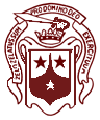 ZELO ZELATUS SUM
PRO DOMINO DEO
EXERCITUUM